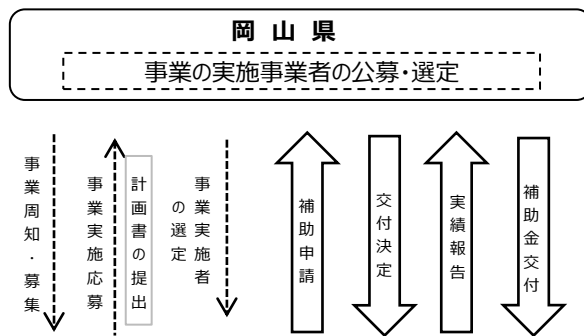 岡山県
事業の実施事業者の公募・選定
事業周知・募集
事業実施応募
計画書の提出
事業実施者
の選定
補助申請
交付決定
実績報告
補助金交付